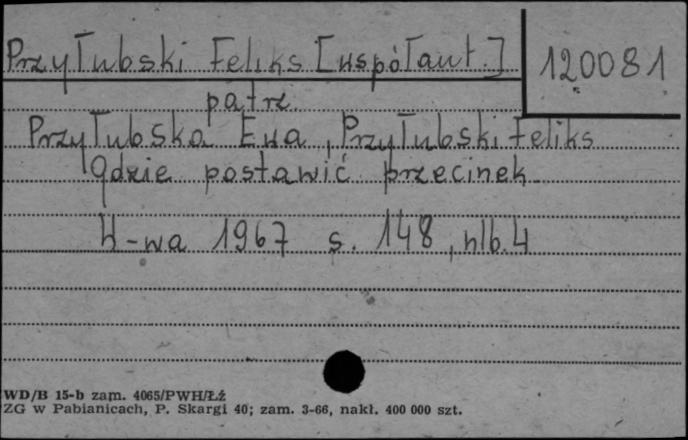 Przyłubski Feliks [współaut.] 120081
patrz
Przyłubska Ewa, Przyłubski Feliks
Gdzie postawić przecinek
W-wa 1967 s. 148, nlb. 4
WD/B 15-b zam. 4065/PWH/Łź
ZG w Pabianicach, P. Skargi 40; zam. 3-66, nakł. 400 000 szt.